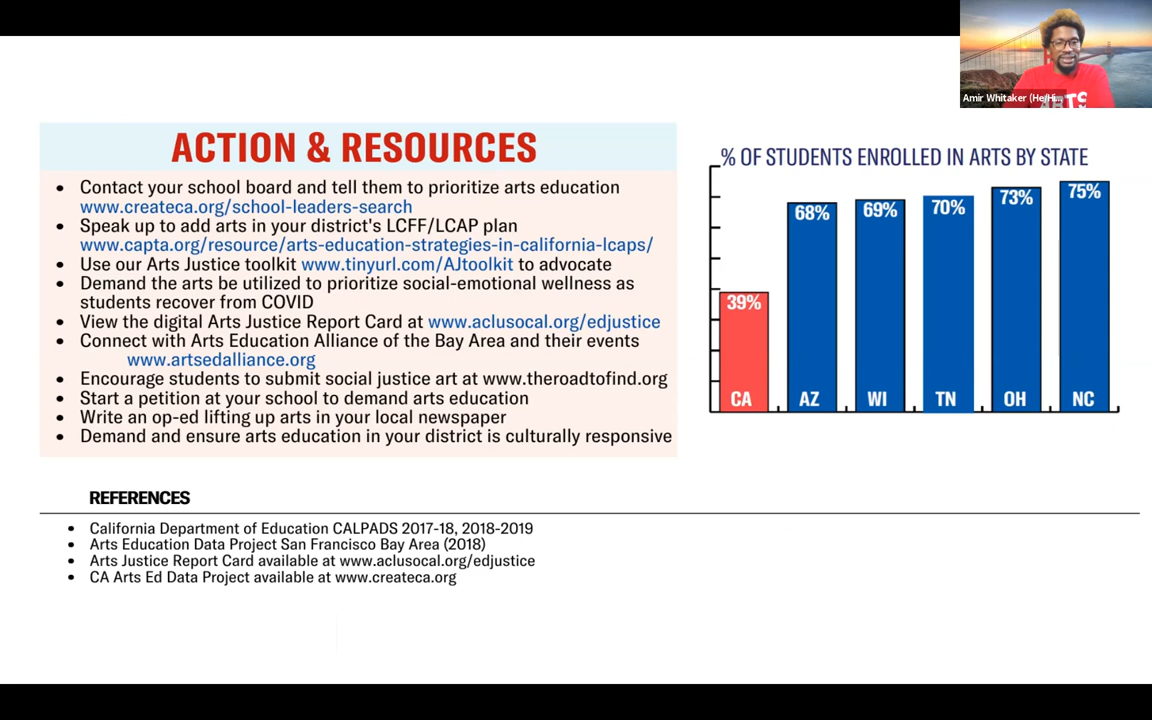 Amir Whitaker (He/Him...
ARTS
ACTION & RESOURCES
• Contact your school board and tell them to prioritize arts education
www.createca.org/school-leaders-search
• Speak up to add arts in your district's LCFF/LCAP plan
www.capta.org/resource/arts-education-strategies-in-california-lcaps/
• Use our Arts Justice toolkit www.tinyurl.com/AJtoolkit to advocate
• Demand the arts be utilized to prioritize social-emotional wellness as
students recover from COVID
• View the digital Arts Justice Report Card at www.aclusocal.org/edjustice
• Connect with Arts Education Alliance of the Bay Area and their events
www.artsedalliance.org
• Encourage students to submit social justice art at www.theroadtofind.org
• Start a petition at your school to demand arts education
• Write an op-ed lifting up arts in your local newspaper
• Demand and ensure arts education in your district is culturally responsive
% OF STUDENTS ENROLLED IN ARTS BY STATE
39% 68% 69% 70% 73% 75%
CA AZ WI TN OH NC
REFERENCES
• California Department of Education CALPADS 2017-18, 2018-2019
• Arts Education Data Project San Francisco Bay Area (2018)
• Arts Justice Report Card available at www.aclusocal.org/edjustice
• CA Arts Ed Data Project available at www.createca.org